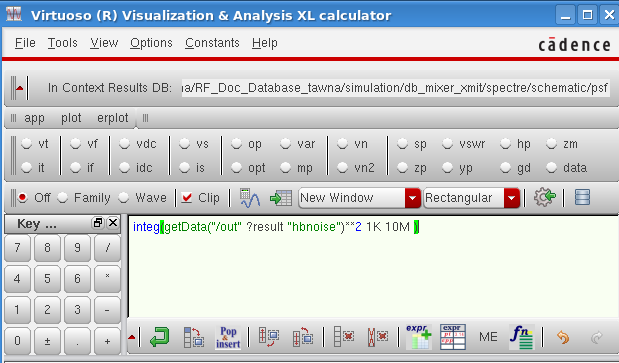 Virtuoso (R) Visualization & Analysis XL calculator
File Tools View Options Constants Help
cādence
In Context Results DB: na/RF_Doc_Database_tawna/simulation/db_mixer_xmit/spectre/schematic/psf
app plot erplot
vt vf vdc vs op var vn sp vswr hp zm
it if idc is opt mp vn2 zp yp gd data
Off Family Wave Clip New Window Rectangular
Key ...
integ(getData("/out" ?result "hbnoise")**2 1K 10M )
7 8 9 /
4 5 6 *
1 2 3 -
0 ± . +
Pop & insert
expr
expr
ME
fn